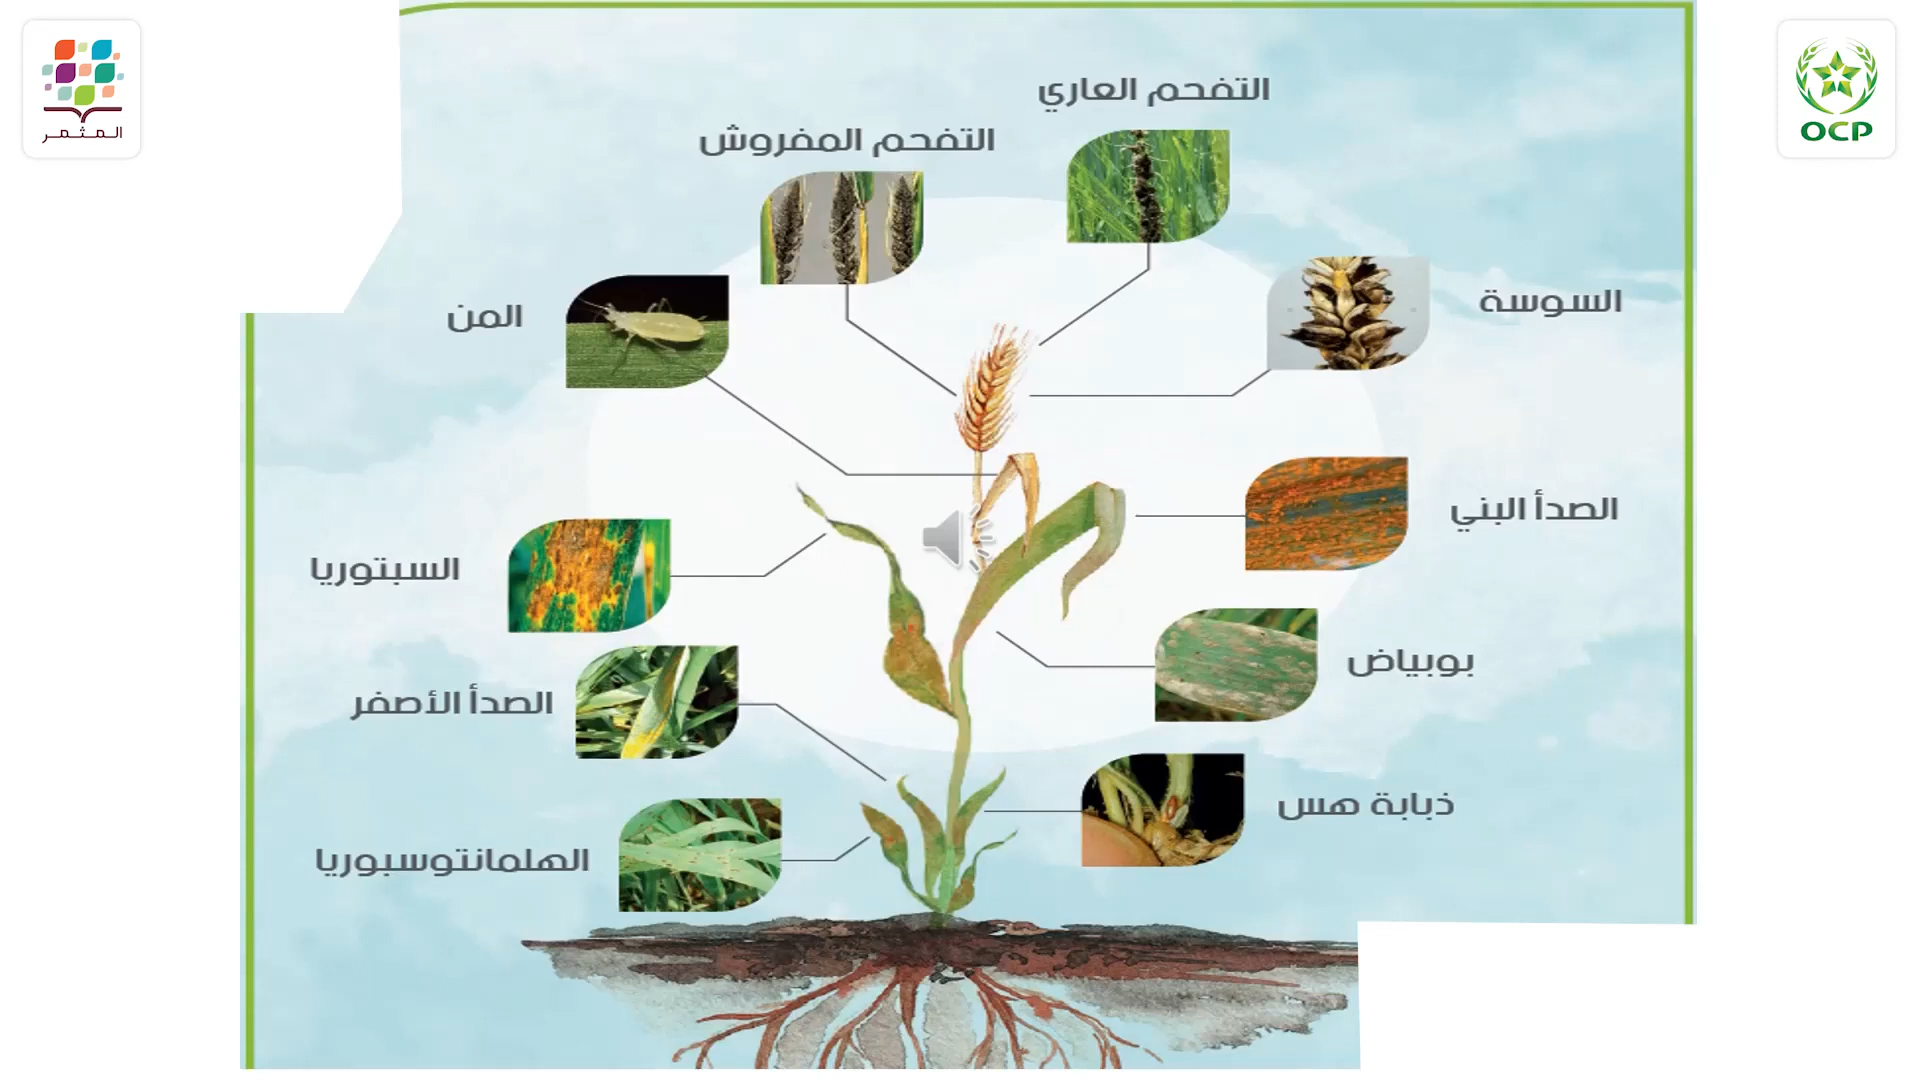 المثمر
OCP
التفحم العاري
التفحم المفروش
السوسة
المن
الصدأ البني
السبتوريا
بوبياض
الصدأ الأصفر
ذبابة هس
الهلمانتوسبوريا